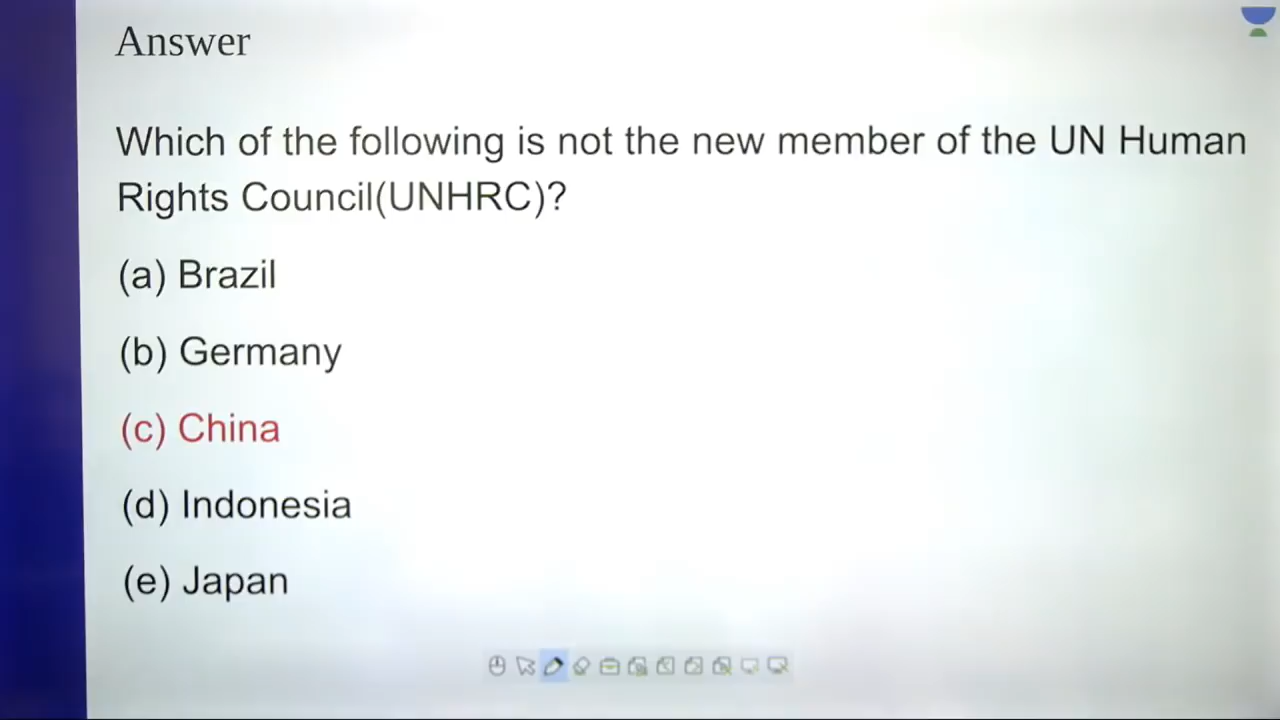 Answer
Which of the following is not the new member of the UN Human
Rights Council(UNHRC)?
(a) Brazil
(b) Germany
(c) China
(d) Indonesia
(e) Japan